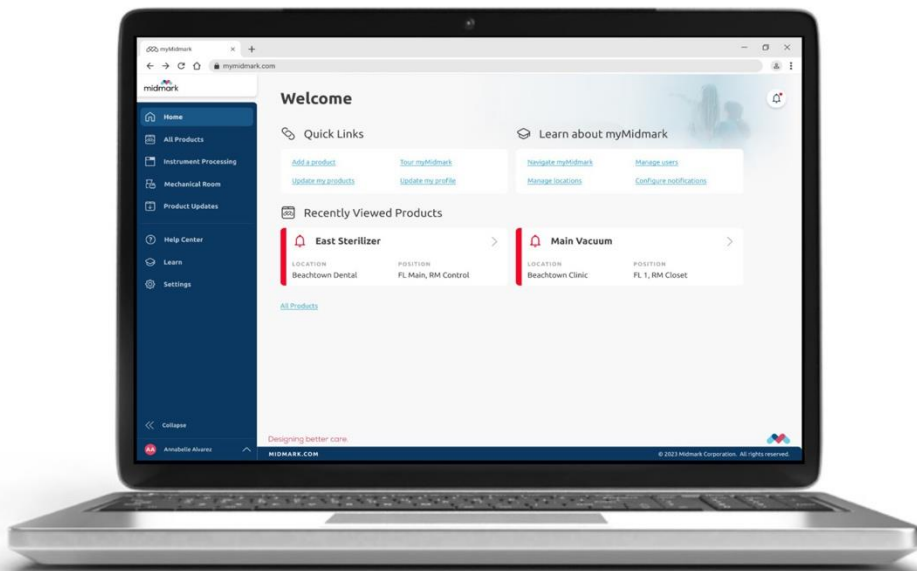 myMidmark
mymidmark.com
midmark
Home
All Products
Instrument Processing
Mechanical Room
Product Updates
Help Center
Learn
Settings
Collapse
AA Annabelle Alvarez
Welcome
Quick Links
Add a product Tour myMidmark
Update my products Update my profile
Learn about myMidmark
Navigate myMidmark Manage users
Manage locations Configure notifications
Recently Viewed Products
East Sterilizer
LOCATION POSITION
Beachtown Dental FL Main, RM Control
Main Vacuum
LOCATION POSITION
Beachtown Clinic FL 1, RM Closet
All Products
Designing better care.
MIDMARK.COM © 2023 Midmark Corporation. All rights reserved.